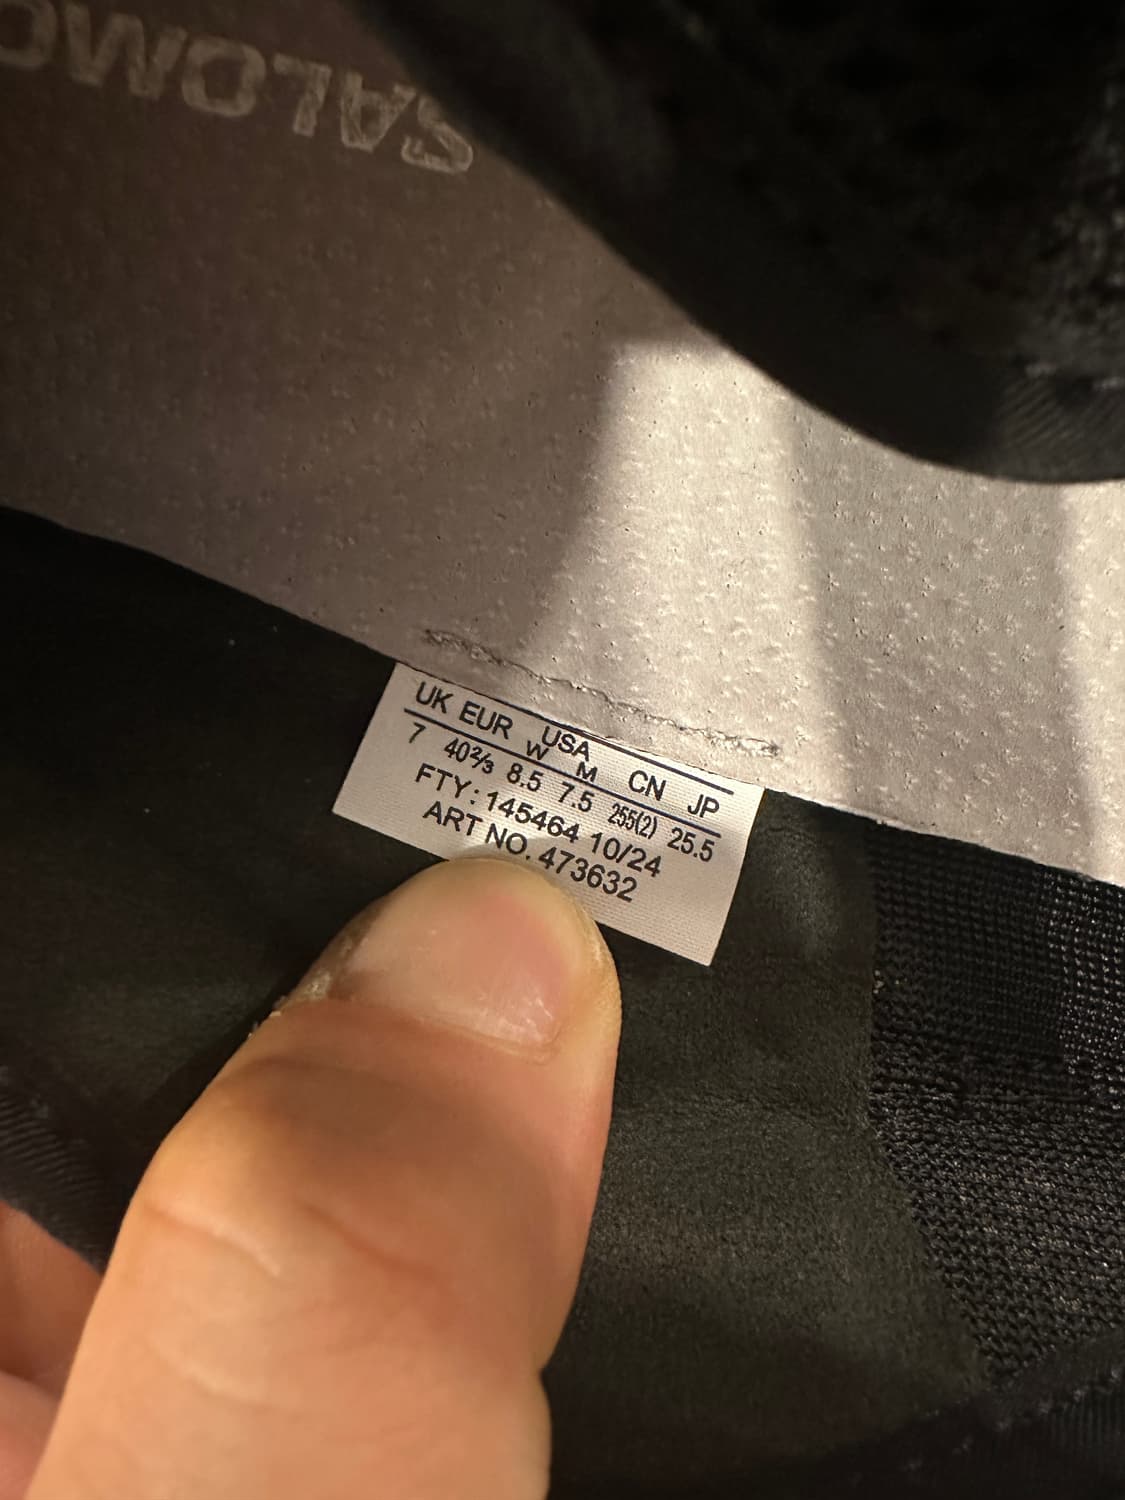 SALOMO
UK EUR USA CN JP
W M
7 40⅔ 8.5 7.5 255(2) 25.5
FTY: 145464 10/24
ART NO. 473632